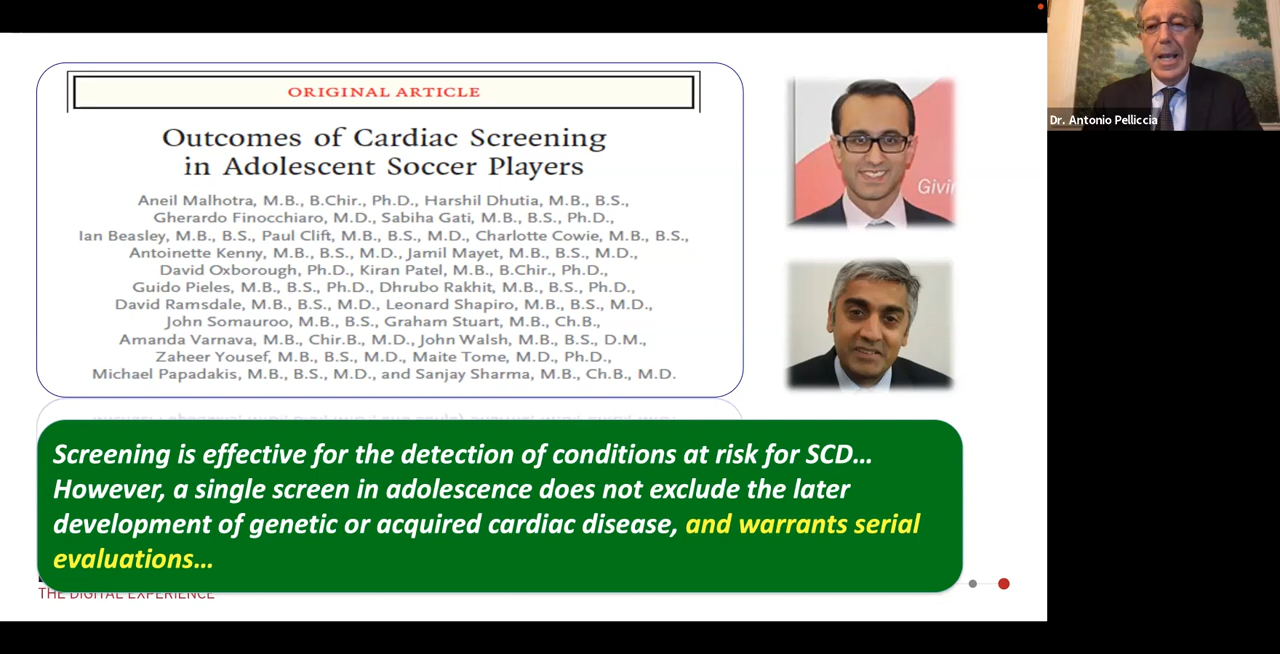 ORIGINAL ARTICLE
Outcomes of Cardiac Screening
in Adolescent Soccer Players
Aneil Malhotra, M.B., B.Chir., Ph.D., Harshil Dhutia, M.B., B.S.,
Gherardo Finocchiaro, M.D., Sabiha Gati, M.B., B.S., Ph.D.,
Ian Beasley, M.B., B.S., Paul Clift, M.B., B.S., M.D., Charlotte Cowie, M.B., B.S.,
Antoinette Kenny, M.B., B.S., M.D., Jamil Mayet, M.B., B.S., M.D.,
David Oxborough, Ph.D., Kiran Patel, M.B., B.Chir., Ph.D.,
Guido Pieles, M.B., B.S., Ph.D., Dhrubo Rakhit, M.B., B.S., Ph.D.,
David Ramsdale, M.B., B.S., M.D., Leonard Shapiro, M.B., B.S., M.D.,
John Somauroo, M.B., B.S., Graham Stuart, M.B., Ch.B.,
Amanda Varnava, M.B., Chir.B., M.D., John Walsh, M.B., B.S., D.M.,
Zaheer Yousef, M.B., B.S., M.D., Maite Tome, M.D., Ph.D.,
Michael Papadakis, M.B., B.S., M.D., and Sanjay Sharma, M.B., Ch.B., M.D.
Givi
Dr. Antonio Pelliccia
Screening is effective for the detection of conditions at risk for SCD…
However, a single screen in adolescence does not exclude the later
development of genetic or acquired cardiac disease, and warrants serial
evaluations…
THE DIGITAL EXPERIENCE